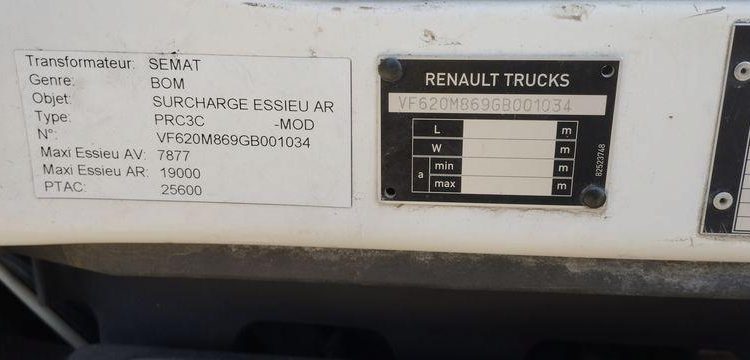 Transformateur: SEMAT
Genre: BOM
Objet: SURCHARGE ESSIEU AR
Type: PRC3C -MOD
N°: VF620M869GB001034
Maxi Essieu AV: 7877
Maxi Essieu AR: 19000
PTAC: 25600
RENAULT TRUCKS
VF620M869GB001034
L m
W m
a min m
max m
82523748